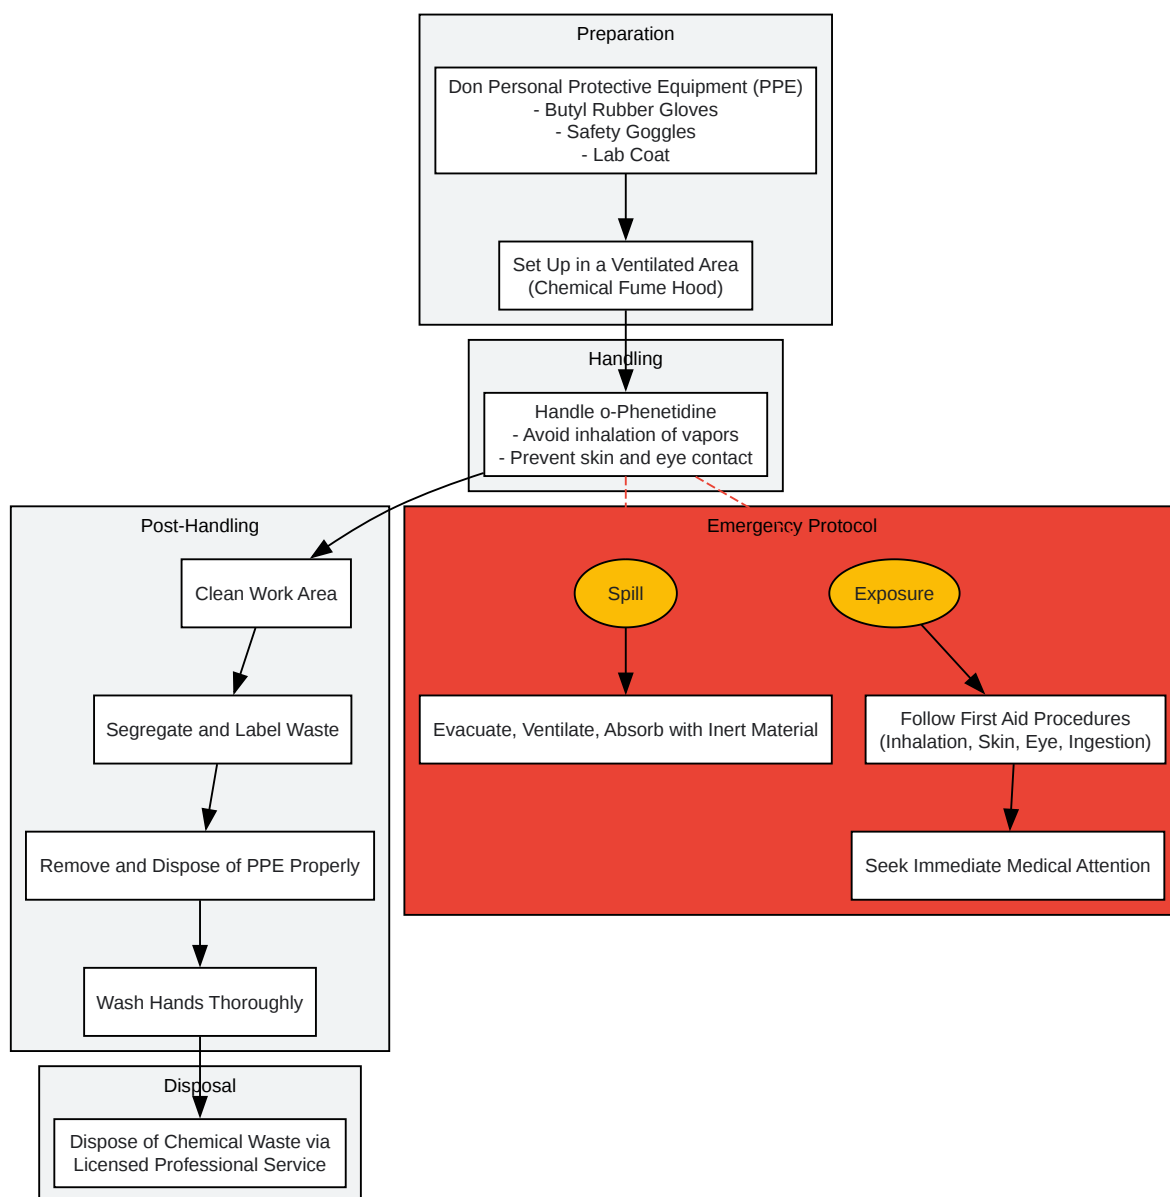 Preparation
Don Personal Protective Equipment (PPE)
- Butyl Rubber Gloves
- Safety Goggles
- Lab Coat
Set Up in a Ventilated Area
(Chemical Fume Hood)
Handling
Handle o-Phenetidine
- Avoid inhalation of vapors
- Prevent skin and eye contact
Post-Handling
Clean Work Area
Segregate and Label Waste
Remove and Dispose of PPE Properly
Wash Hands Thoroughly
Emergency Protocol
Spill
Evacuate, Ventilate, Absorb with Inert Material
Exposure
Follow First Aid Procedures
(Inhalation, Skin, Eye, Ingestion)
Seek Immediate Medical Attention
Disposal
Dispose of Chemical Waste via
Licensed Professional Service